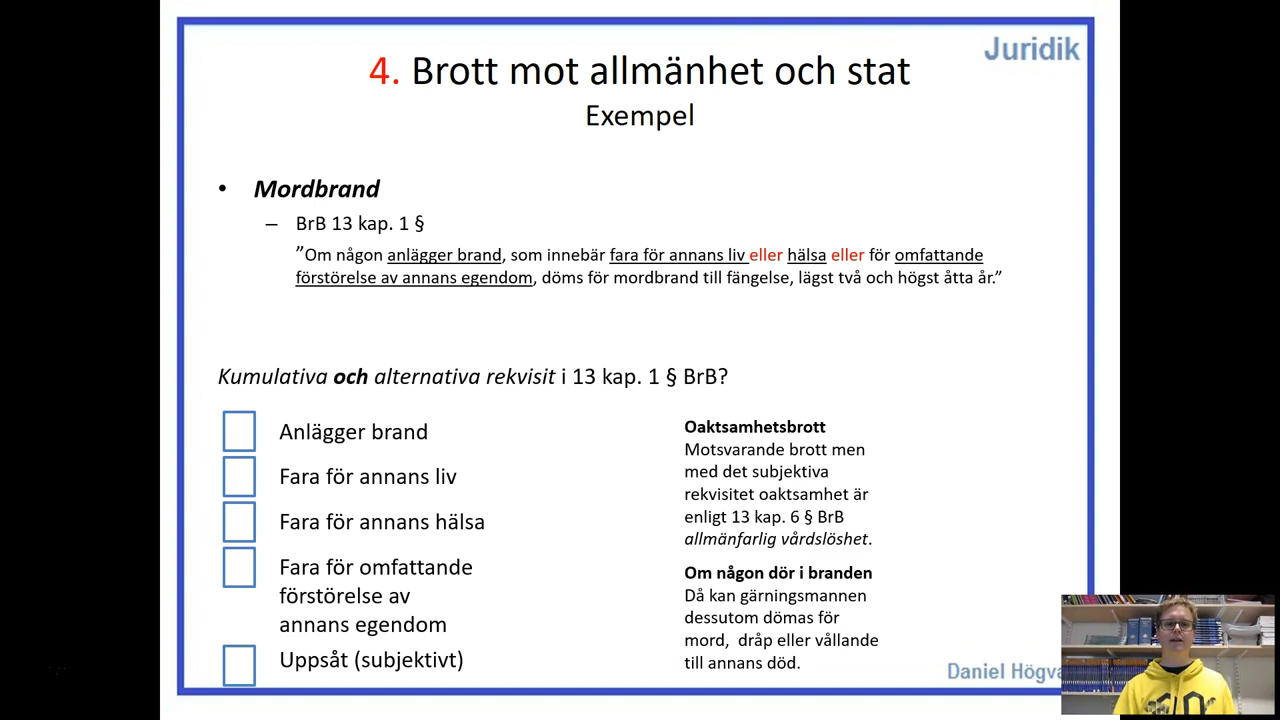 Juridik
4. Brott mot allmänhet och stat
Exempel
• Mordbrand
– BrB 13 kap. 1 §
”Om någon anlägger brand, som innebär fara för annans liv eller hälsa eller för omfattande
förstörelse av annans egendom, döms för mordbrand till fängelse, lägst två och högst åtta år.”
Kumulativa och alternativa rekvisit i 13 kap. 1 § BrB?
Anlägger brand
Fara för annans liv
Fara för annans hälsa
Fara för omfattande
förstörelse av
annans egendom
Uppsåt (subjektivt)
Oaktsamhetsbrott
Motsvarande brott men
med det subjektiva
rekvisitet oaktsamhet är
enligt 13 kap. 6 § BrB
allmänfarlig vårdslöshet.
Om någon dör i branden
Då kan gärningsmannen
dessutom dömas för
mord, dråp eller vållande
till annans död.
Daniel